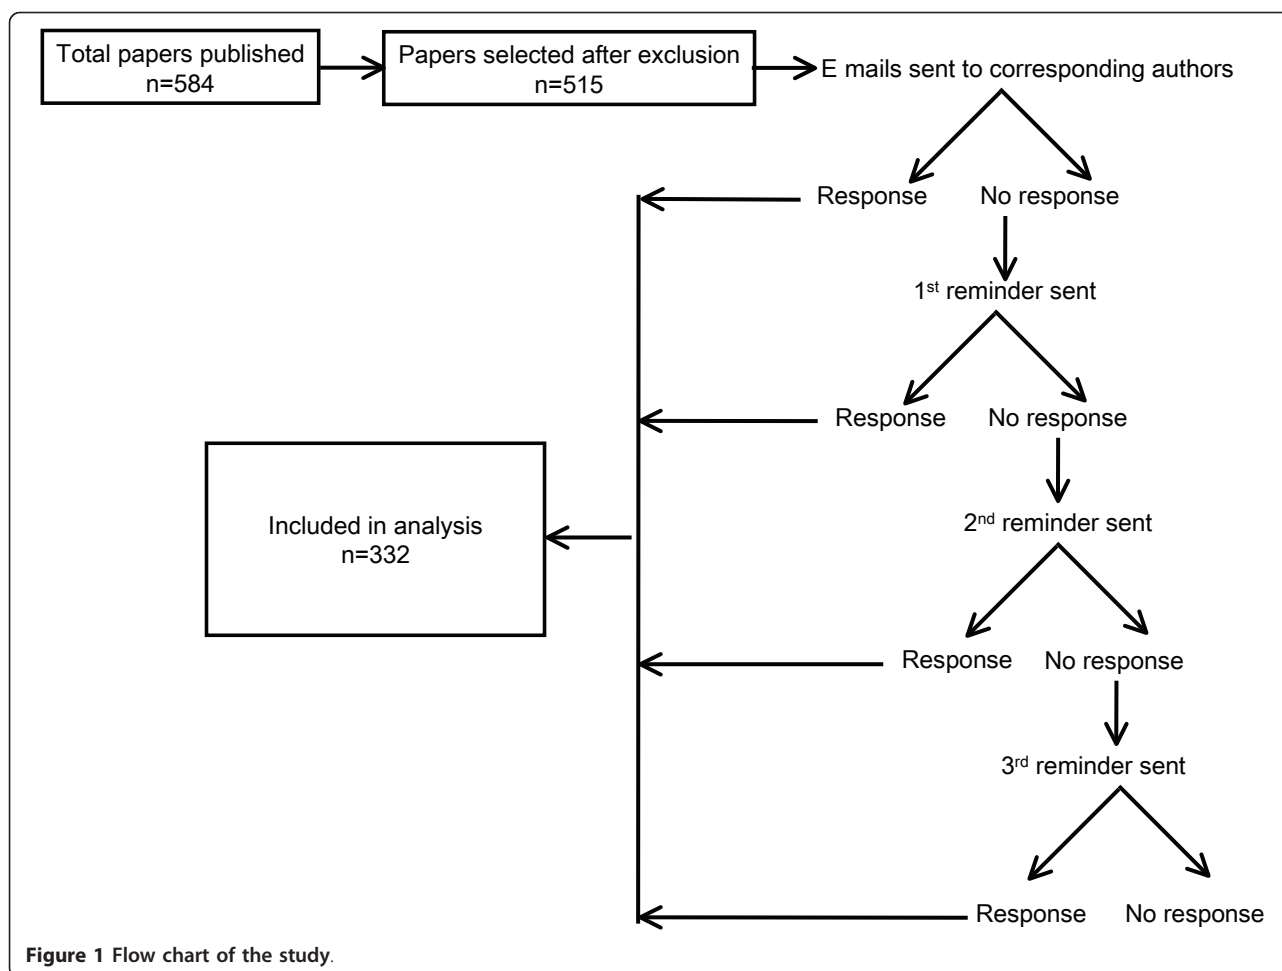 Total papers published
n=584
Papers selected after exclusion
n=515
E mails sent to corresponding authors
Response
No response
1st reminder sent
Response
No response
2nd reminder sent
Included in analysis
n=332
Response
No response
3rd reminder sent
Response
No response
Figure 1 Flow chart of the study.